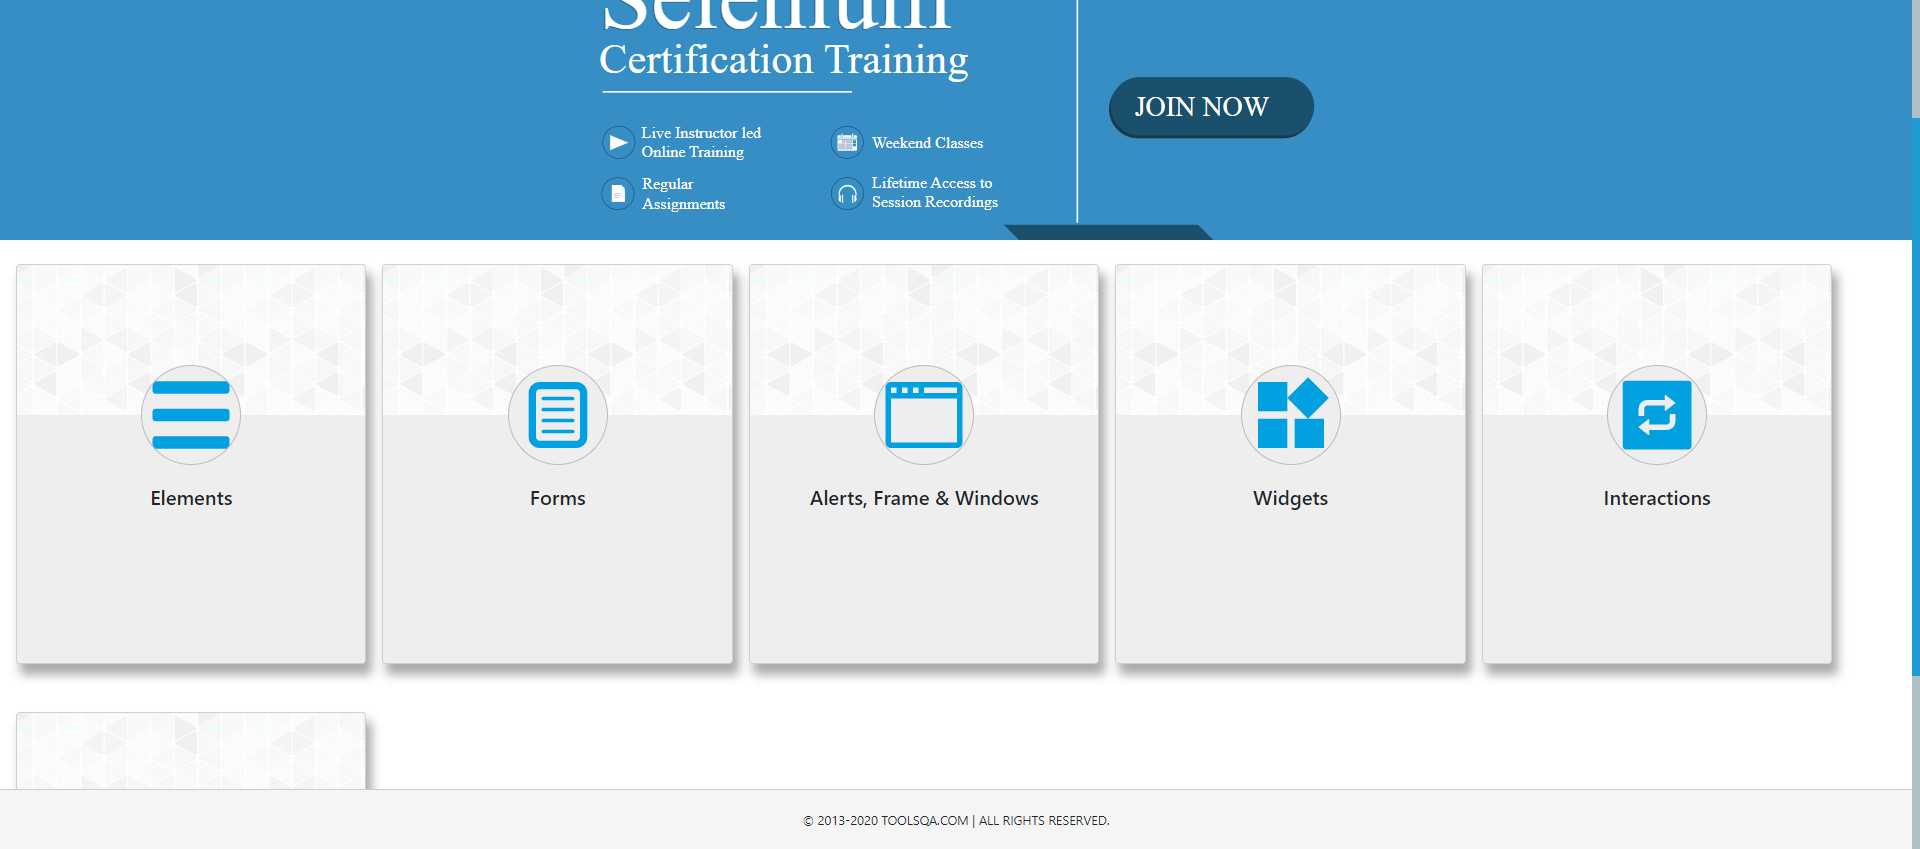 Selenium
Certification Training
JOIN NOW
Live Instructor led
Online Training
Weekend Classes
Regular
Assignments
Lifetime Access to
Session Recordings
Elements
Forms
Alerts, Frame & Windows
Widgets
Interactions
© 2013-2020 TOOLSQA.COM | ALL RIGHTS RESERVED.